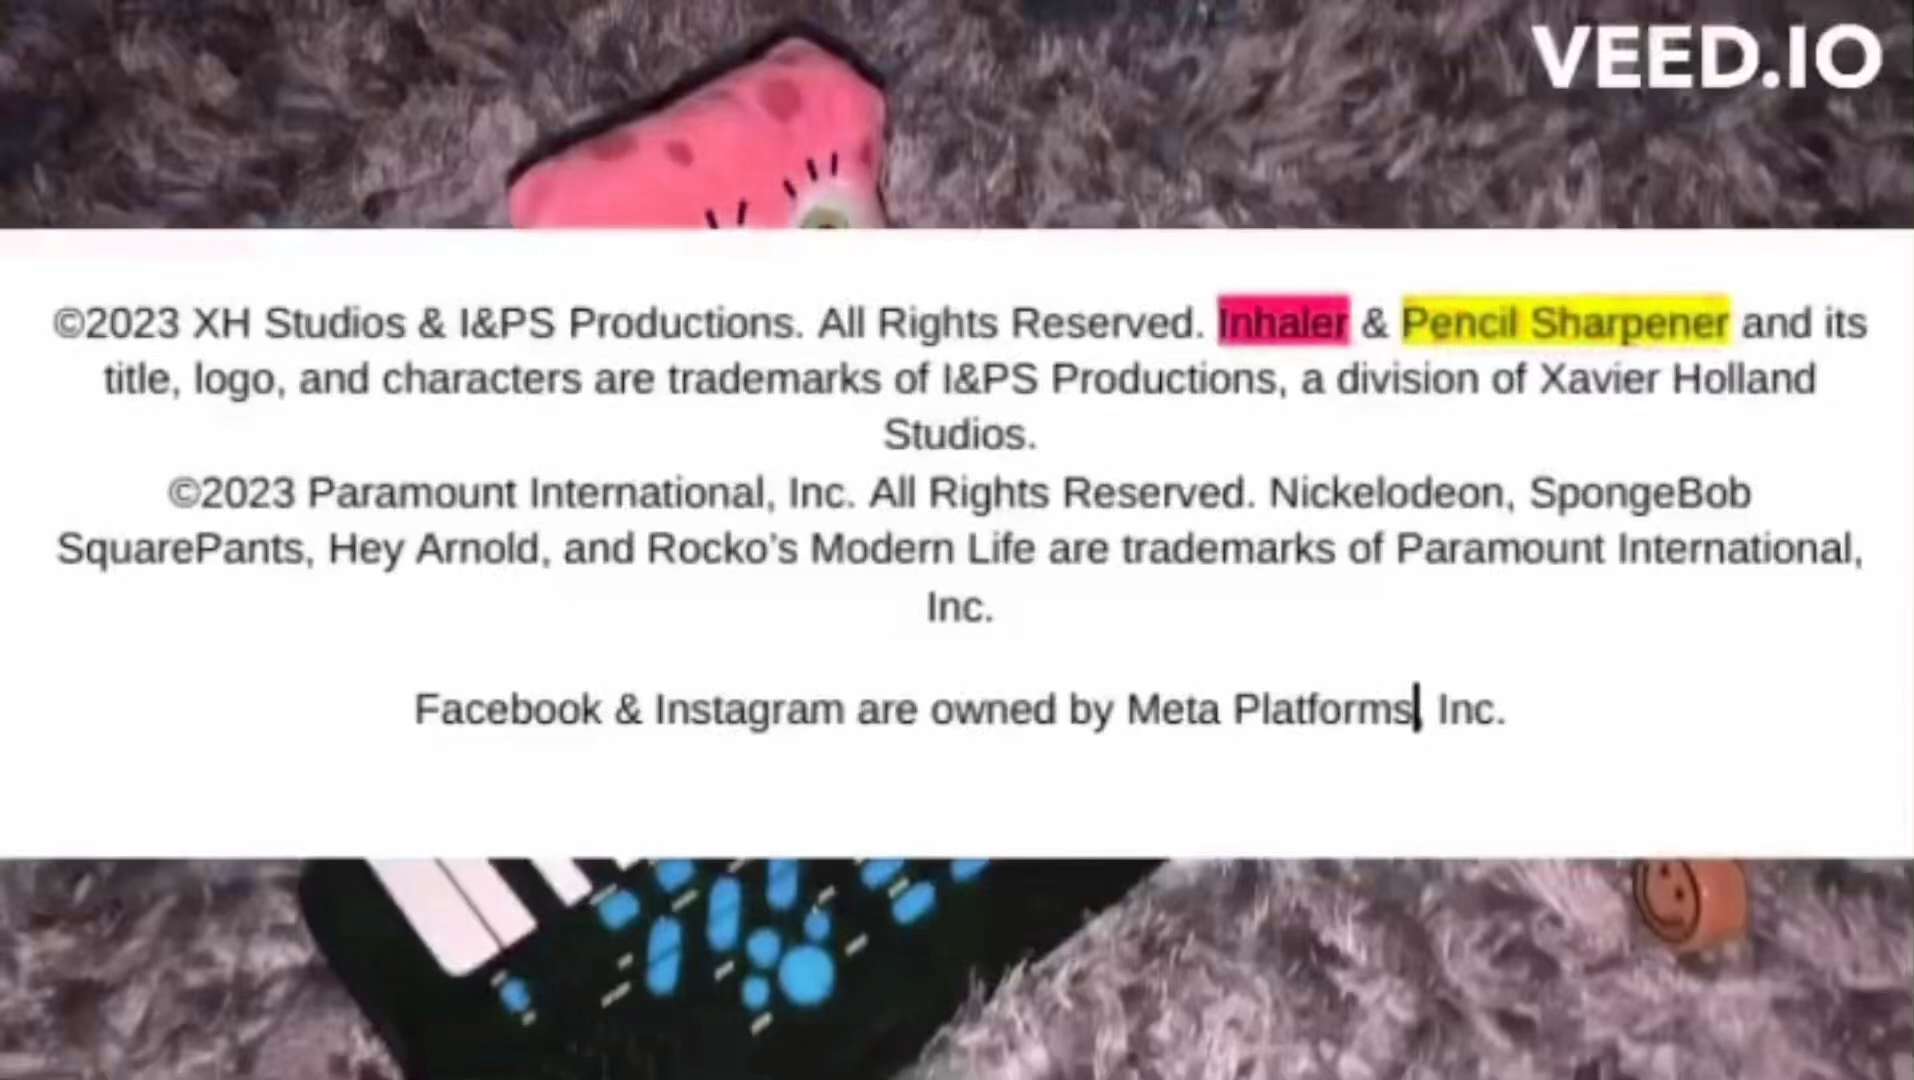 VEED.IO
©2023 XH Studios & I&PS Productions. All Rights Reserved. Inhaler & Pencil Sharpener and its
title, logo, and characters are trademarks of I&PS Productions, a division of Xavier Holland
Studios.
©2023 Paramount International, Inc. All Rights Reserved. Nickelodeon, SpongeBob
SquarePants, Hey Arnold, and Rocko’s Modern Life are trademarks of Paramount International,
Inc.
Facebook & Instagram are owned by Meta Platforms, Inc.